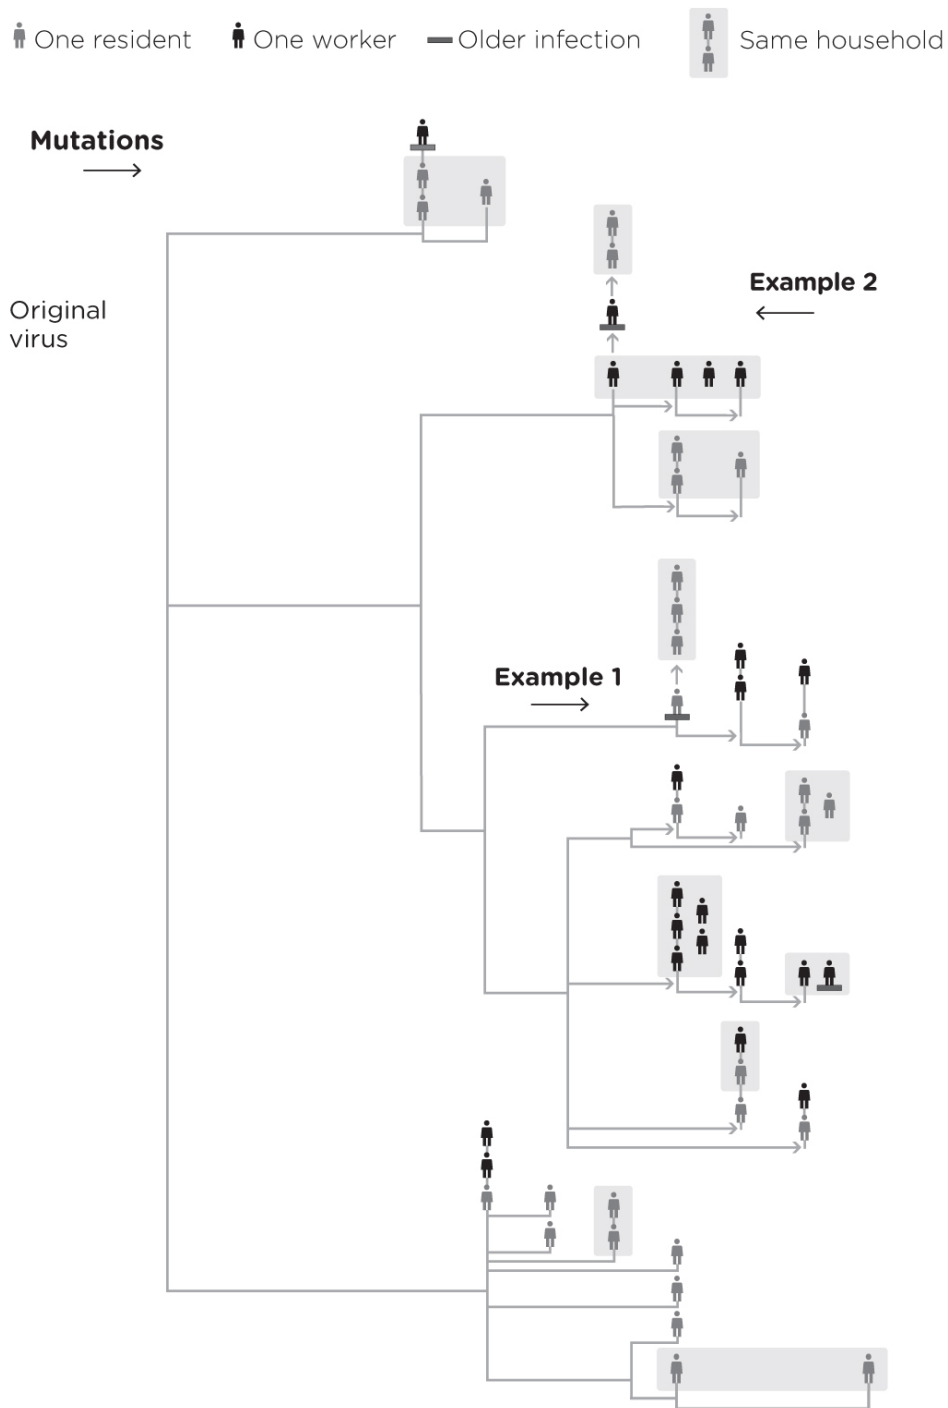 One resident
One worker
Older infection
Same household
Mutations
Original
virus
Example 2
Example 1